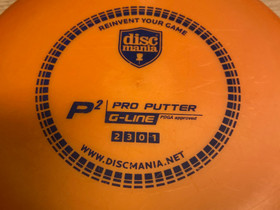 REINVENT YOUR GAME
disc
mania
P² PRO PUTTER
G-LINE PDGA approved
2 3 0 1
WWW.DISCMANIA.NET